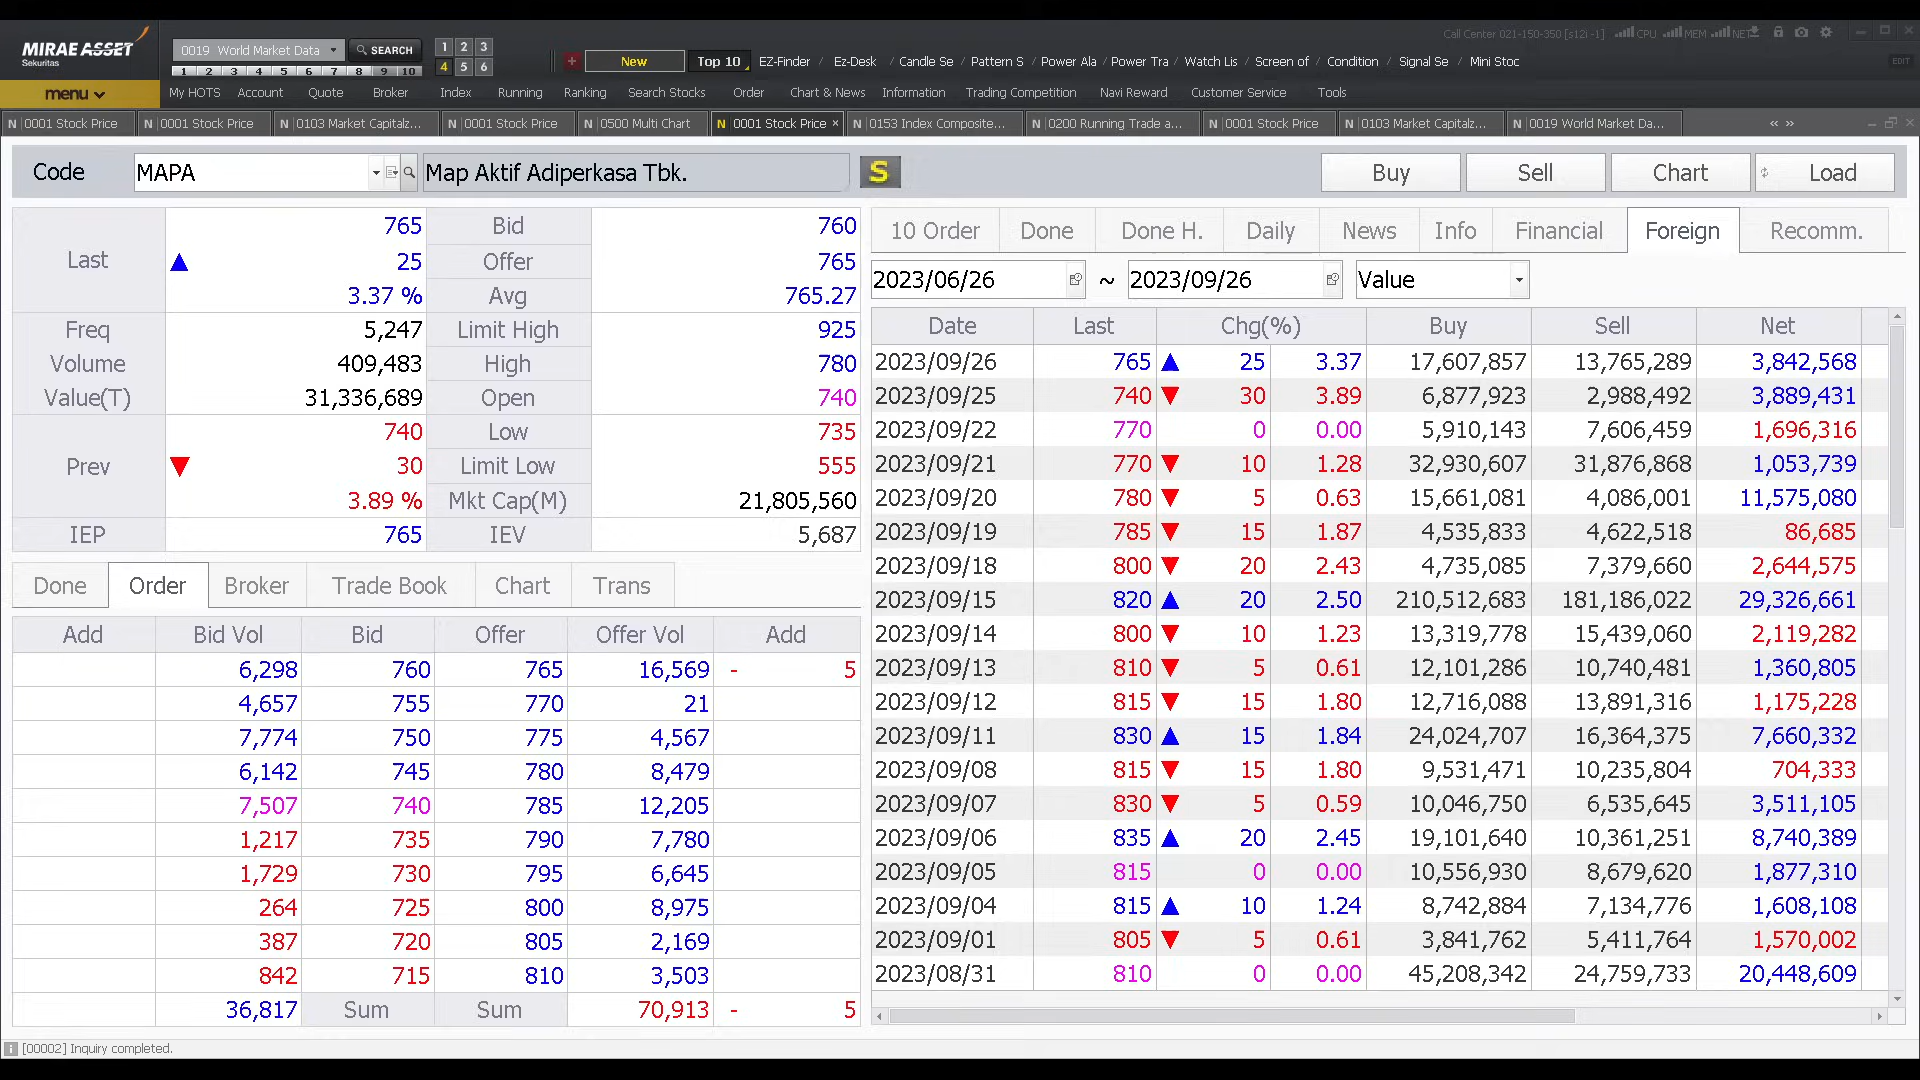 MIRAE ASSET
Sekuritas
0019 World Market Data
SEARCH
1 2 3 4 5 6 7 8 9 10
1 2 3
4 5 6
New
Top 10
EZ-Finder / Ez-Desk / Candle Se / Pattern S / Power Ala / Power Tra / Watch Lis / Screen of / Condition / Signal Se / Mini Stoc
Call Center 021-150-350 [s12i -1] CPU MEM NET
EDIT
menu
My HOTS Account Quote Broker Index Running Ranking Search Stocks Order Chart & News Information Trading Competition Navi Reward Customer Service Tools
N 0001 Stock Price N 0001 Stock Price N 0103 Market Capitalz... N 0001 Stock Price N 0500 Multi Chart N 0001 Stock Price × N 0153 Index Composite... N 0200 Running Trade a... N 0001 Stock Price N 0103 Market Capitalz... N 0019 World Market Da... « »
Code MAPA Map Aktif Adiperkasa Tbk. S Buy Sell Chart Load
Last ▲ 765 25 3.37 %
Bid 760
Offer 765
Avg 765.27
Freq 5,247 Limit High 925
Volume 409,483 High 780
Value(T) 31,336,689 Open 740
Prev ▼ 740 30 3.89 %
Low 735
Limit Low 555
Mkt Cap(M) 21,805,560
IEP 765 IEV 5,687
Done Order Broker Trade Book Chart Trans
Add Bid Vol Bid Offer Offer Vol Add
6,298 760 765 16,569 - 5
4,657 755 770 21
7,774 750 775 4,567
6,142 745 780 8,479
7,507 740 785 12,205
1,217 735 790 7,780
1,729 730 795 6,645
264 725 800 8,975
387 720 805 2,169
842 715 810 3,503
36,817 Sum Sum 70,913 - 5
10 Order Done Done H. Daily News Info Financial Foreign Recomm.
2023/06/26 ~ 2023/09/26 Value
Date Last Chg(%) Buy Sell Net
2023/09/26 765 ▲ 25 3.37 17,607,857 13,765,289 3,842,568
2023/09/25 740 ▼ 30 3.89 6,877,923 2,988,492 3,889,431
2023/09/22 770 0 0.00 5,910,143 7,606,459 1,696,316
2023/09/21 770 ▼ 10 1.28 32,930,607 31,876,868 1,053,739
2023/09/20 780 ▼ 5 0.63 15,661,081 4,086,001 11,575,080
2023/09/19 785 ▼ 15 1.87 4,535,833 4,622,518 86,685
2023/09/18 800 ▼ 20 2.43 4,735,085 7,379,660 2,644,575
2023/09/15 820 ▲ 20 2.50 210,512,683 181,186,022 29,326,661
2023/09/14 800 ▼ 10 1.23 13,319,778 15,439,060 2,119,282
2023/09/13 810 ▼ 5 0.61 12,101,286 10,740,481 1,360,805
2023/09/12 815 ▼ 15 1.80 12,716,088 13,891,316 1,175,228
2023/09/11 830 ▲ 15 1.84 24,024,707 16,364,375 7,660,332
2023/09/08 815 ▼ 15 1.80 9,531,471 10,235,804 704,333
2023/09/07 830 ▼ 5 0.59 10,046,750 6,535,645 3,511,105
2023/09/06 835 ▲ 20 2.45 19,101,640 10,361,251 8,740,389
2023/09/05 815 0 0.00 10,556,930 8,679,620 1,877,310
2023/09/04 815 ▲ 10 1.24 8,742,884 7,134,776 1,608,108
2023/09/01 805 ▼ 5 0.61 3,841,762 5,411,764 1,570,002
2023/08/31 810 0 0.00 45,208,342 24,759,733 20,448,609
[00002] Inquiry completed.